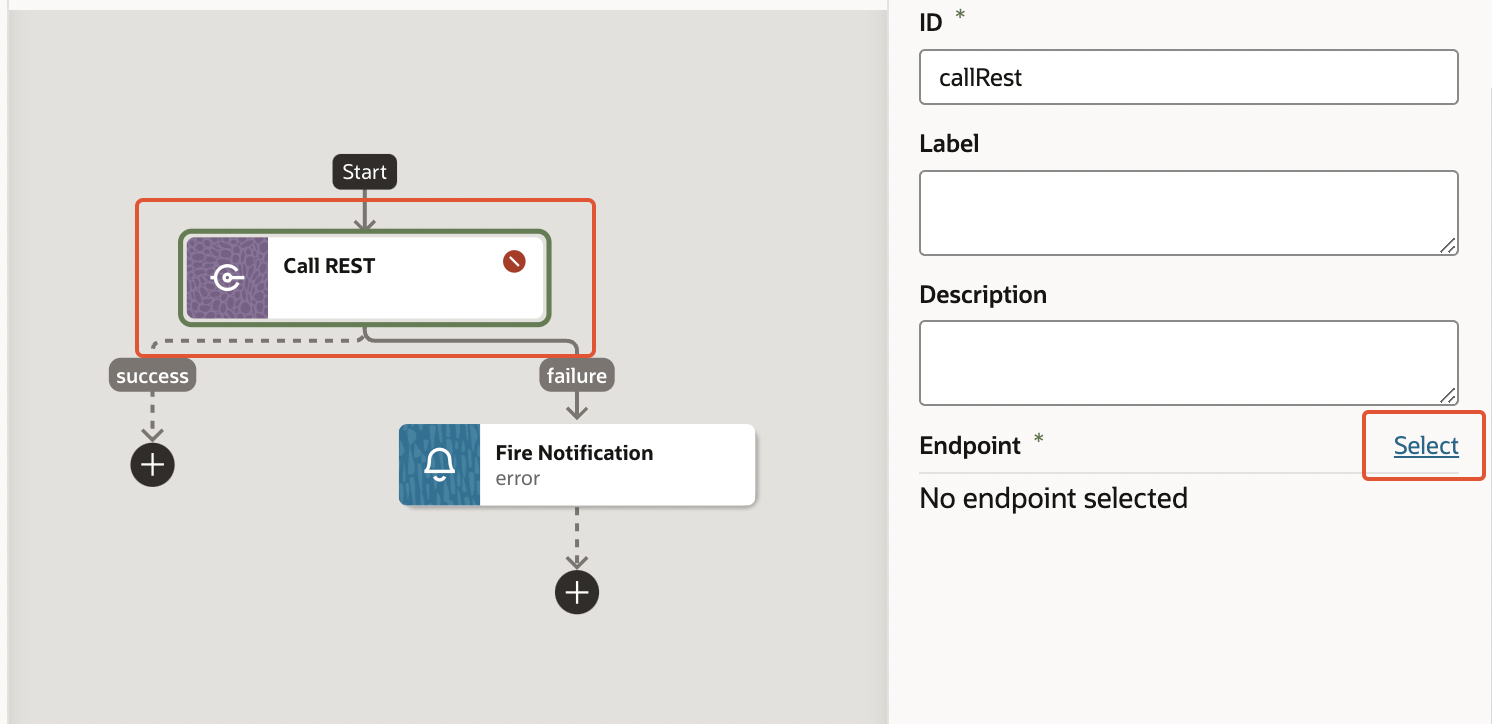 Start
Call REST
success
failure
Fire Notification
error
ID *
callRest
Label
Description
Endpoint *
Select
No endpoint selected